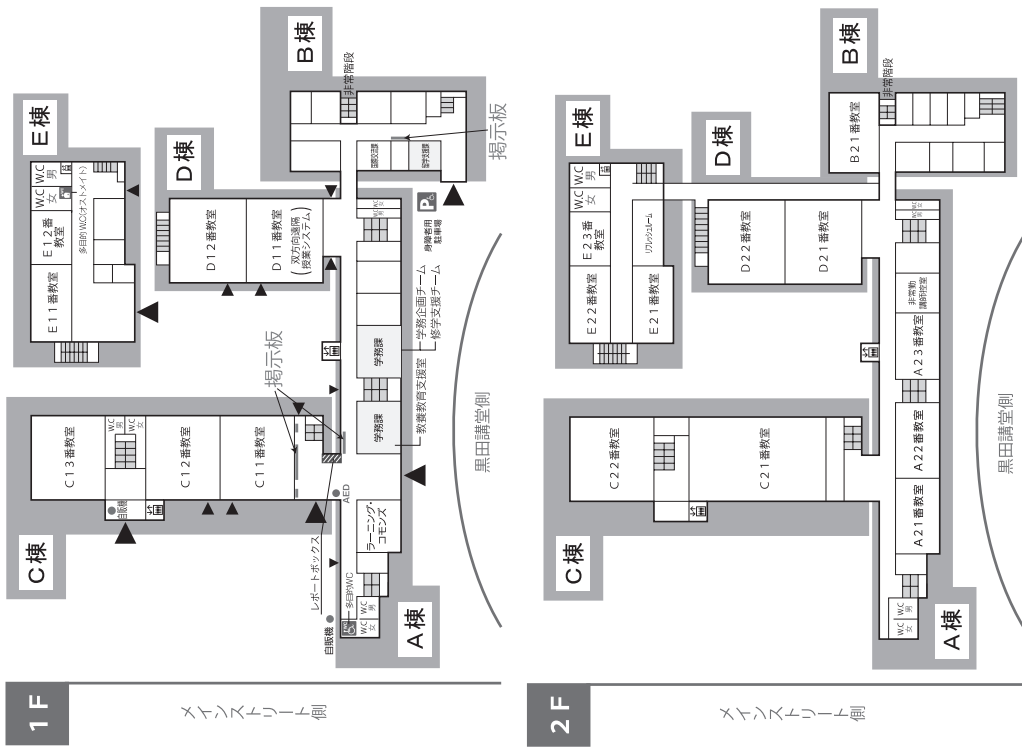 1F
メインストリート側
C棟
C13番教室
W.C
男
W.C
女
C12番教室
C11番教室
自販機
E棟
E11番教室
E12番
教室
W.C
女
W.C
男
多目的W.C(オストメイト)
D棟
D12番教室
D11番教室
(双方向遠隔
授業システム)
B棟
非常階段
掲示板
国際交流課
留学支援課
P
身障者用
駐車場
掲示板
レポートボックス
AED
自販機
多目的W.C
W.C
男
W.C
女
ラーニング・
コモンズ
学務課
教養教育支援室
学務課
学務企画チーム
修学支援チーム
W.C
男
W.C
女
A棟
黒田講堂側
2F
メインストリート側
C棟
C22番教室
C21番教室
E棟
E22番教室
E23番
教室
W.C
女
W.C
男
E21番教室
リフレッシュルーム
D棟
D22番教室
D21番教室
B棟
B21番教室
非常階段
A棟
W.C
男
W.C
女
A21番教室
A22番教室
A23番教室
非常勤
講師控室
W.C
男
W.C
女
黒田講堂側